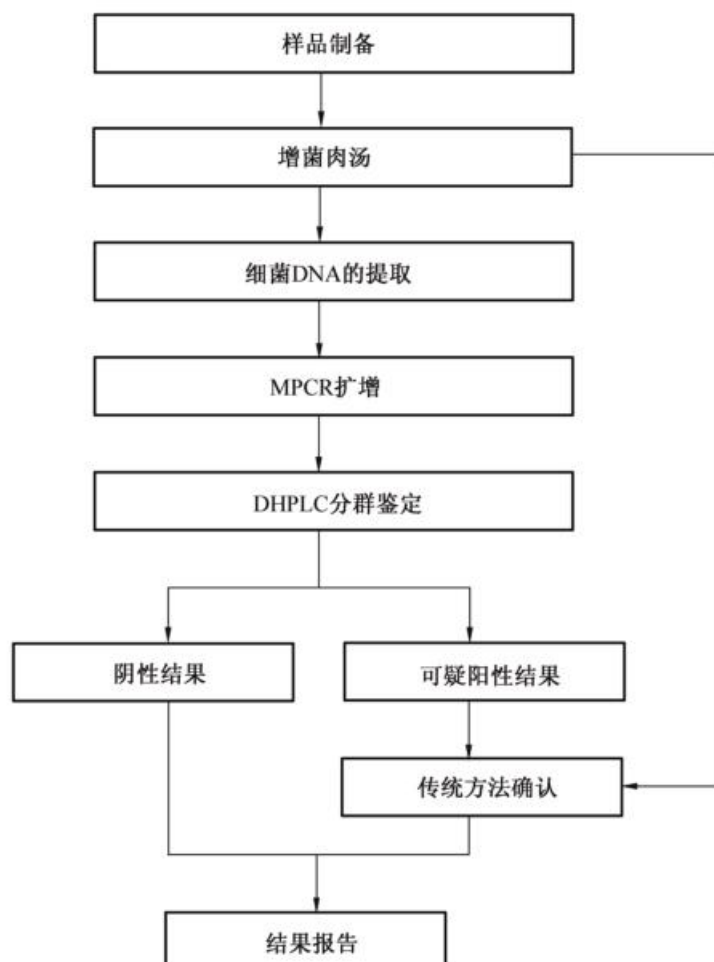 样品制备
增菌肉汤
细菌DNA的提取
MPCR扩增
DHPLC分群鉴定
阴性结果
可疑阳性结果
传统方法确认
结果报告